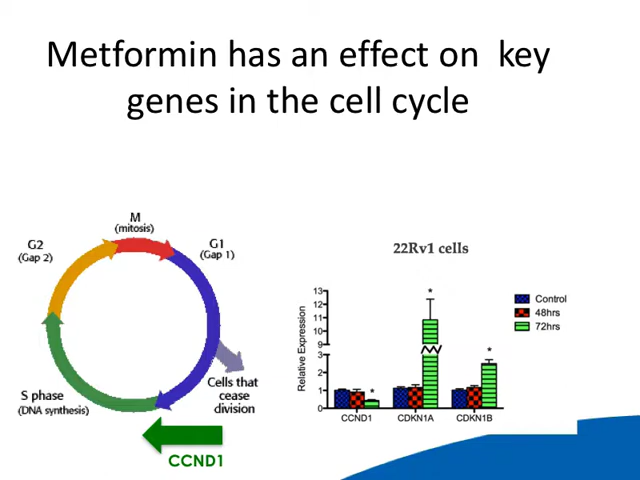 Metformin has an effect on  key
genes in the cell cycle
M
(mitosis)
G2
(Gap 2)
G1
(Gap 1)
S phase
(DNA synthesis)
Cells that
cease
division
CCND1
22Rv1 cells
Relative Expression
13
12
11
10
9
3
2
1
0
*
*
*
CCND1
CDKN1A
CDKN1B
Control
48hrs
72hrs